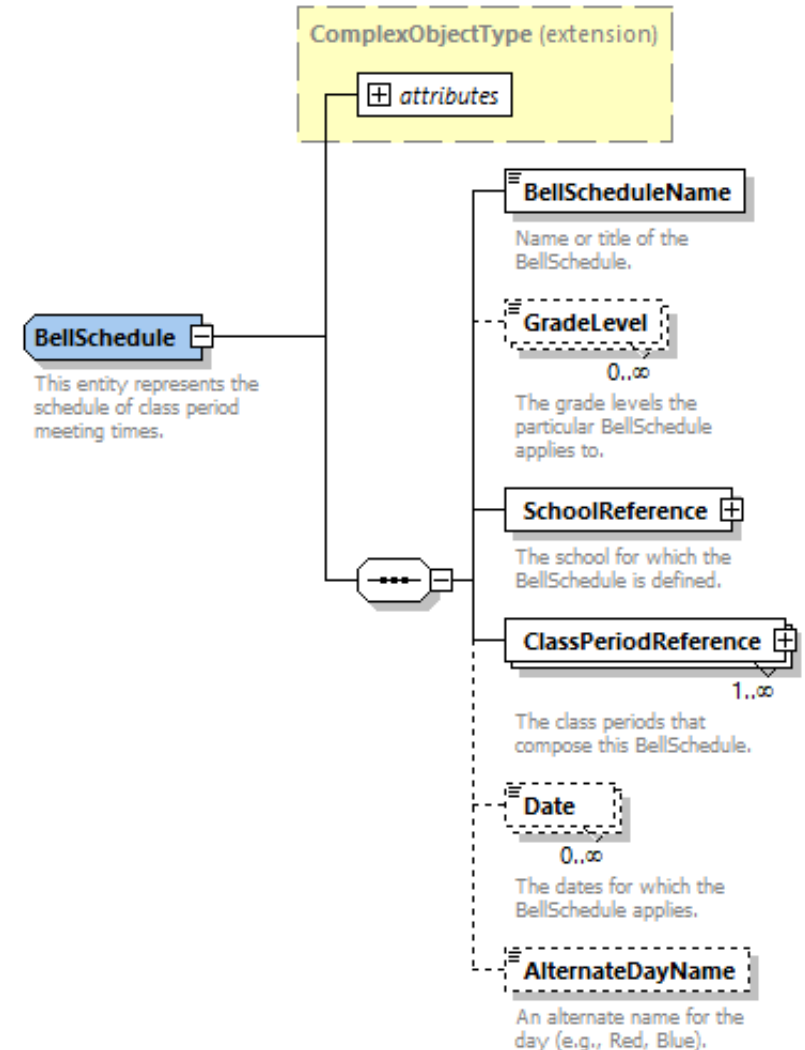 ComplexObjectType (extension)
attributes
BellScheduleName
Name or title of the
BellSchedule.
GradeLevel
0..∞
The grade levels the
particular BellSchedule
applies to.
BellSchedule
This entity represents the
schedule of class period
meeting times.
SchoolReference
The school for which the
BellSchedule is defined.
ClassPeriodReference
1..∞
The class periods that
compose this BellSchedule.
Date
0..∞
The dates for which the
BellSchedule applies.
AlternateDayName
An alternate name for the
day (e.g., Red, Blue).